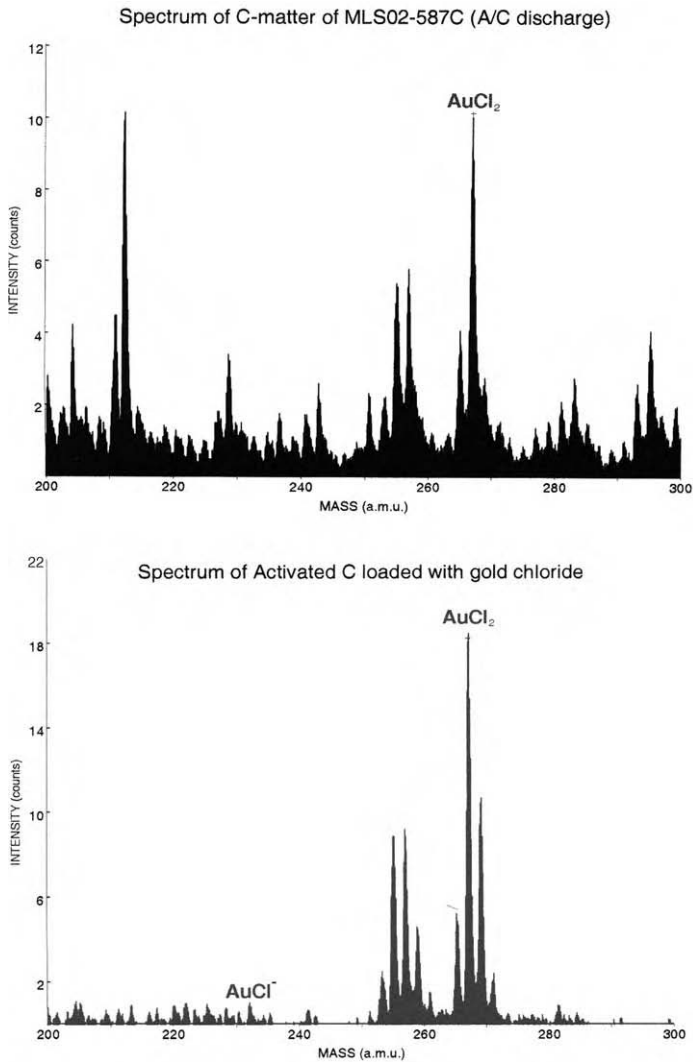 Spectrum of C-matter of MLS02-587C (A/C discharge)
12
10
8
6
4
2
INTENSITY (counts)
AuCl₂
200 220 240 260 280 300
MASS (a.m.u.)
Spectrum of Activated C loaded with gold chloride
22
18
14
10
6
2
INTENSITY (counts)
AuCl₂
AuCl⁻
200 220 240 260 280 300
MASS (a.m.u.)